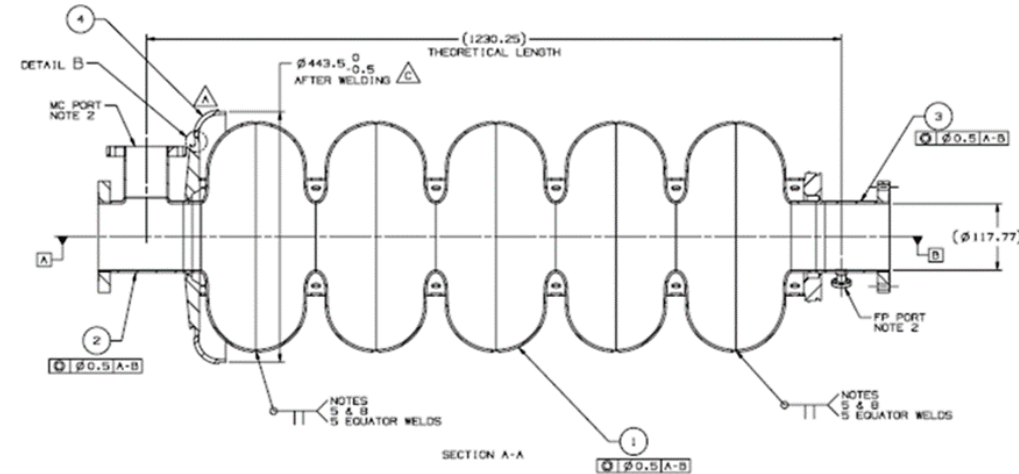 4
(1230.25)
THEORETICAL LENGTH
DETAIL B
Ø443.5 0 -0.5
AFTER WELDING C
A
MC PORT
NOTE 2
3
Ø0.5 A-B
A
B
(Ø117.77)
2
Ø0.5 A-B
FP PORT
NOTE 2
NOTES
5 & 8
5 EQUATOR WELDS
NOTES
5 & 8
5 EQUATOR WELDS
1
Ø0.5 A-B
SECTION A-A